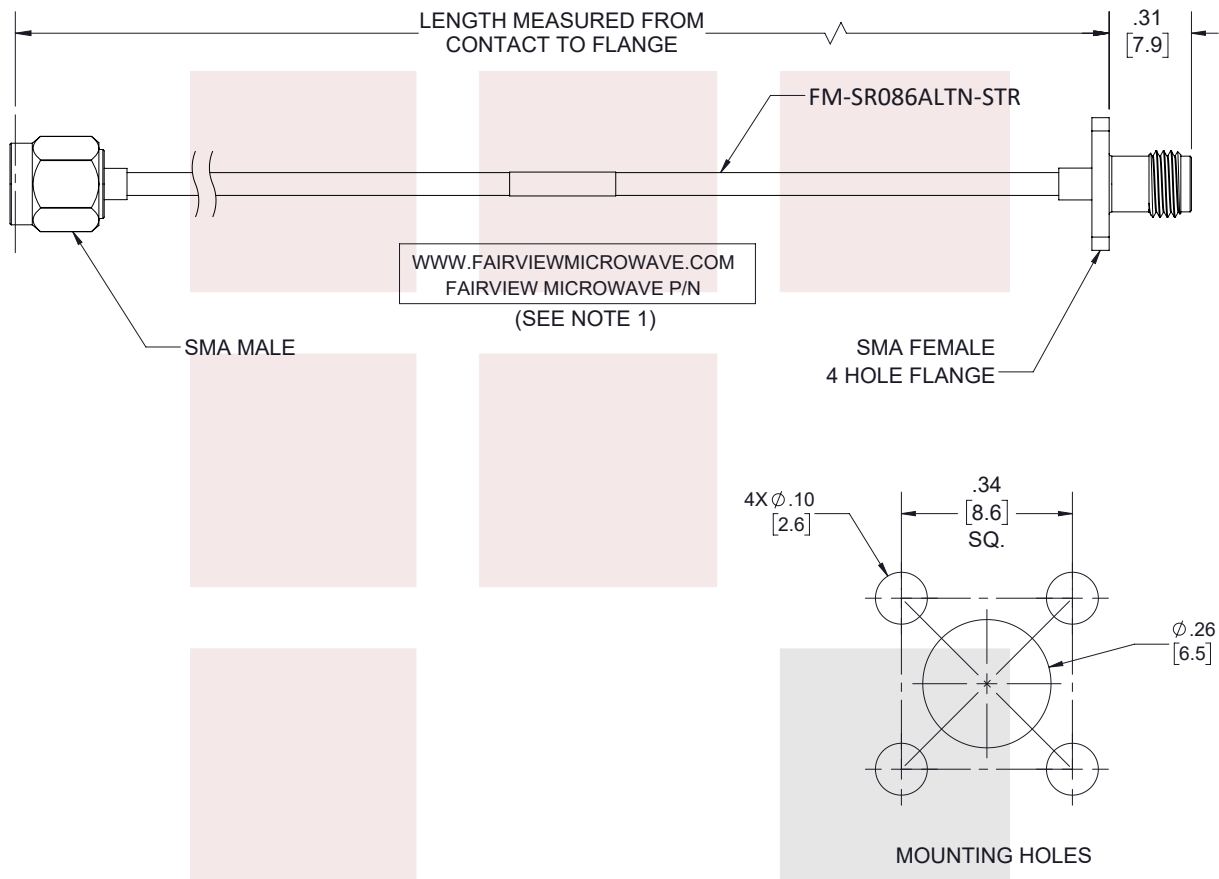 LENGTH MEASURED FROM
CONTACT TO FLANGE
.31
[7.9]
FM-SR086ALTN-STR
WWW.FAIRVIEWMICROWAVE.COM
FAIRVIEW MICROWAVE P/N
(SEE NOTE 1)
SMA MALE
SMA FEMALE
4 HOLE FLANGE
4X ⌀.10
[2.6]
.34
[8.6]
SQ.
⌀.26
[6.5]
MOUNTING HOLES